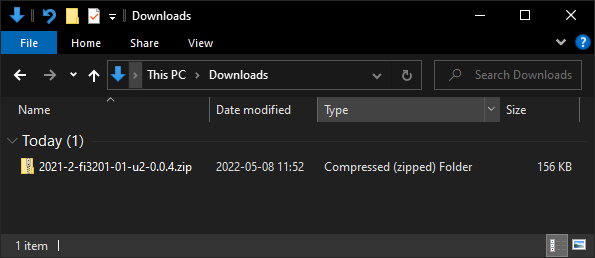 Downloads
File Home Share View
This PC Downloads Search Downloads
Name Date modified Type Size
Today (1)
2021-2-fi3201-01-u2-0.0.4.zip 2022-05-08 11:52 Compressed (zipped) Folder 156 KB
1 item